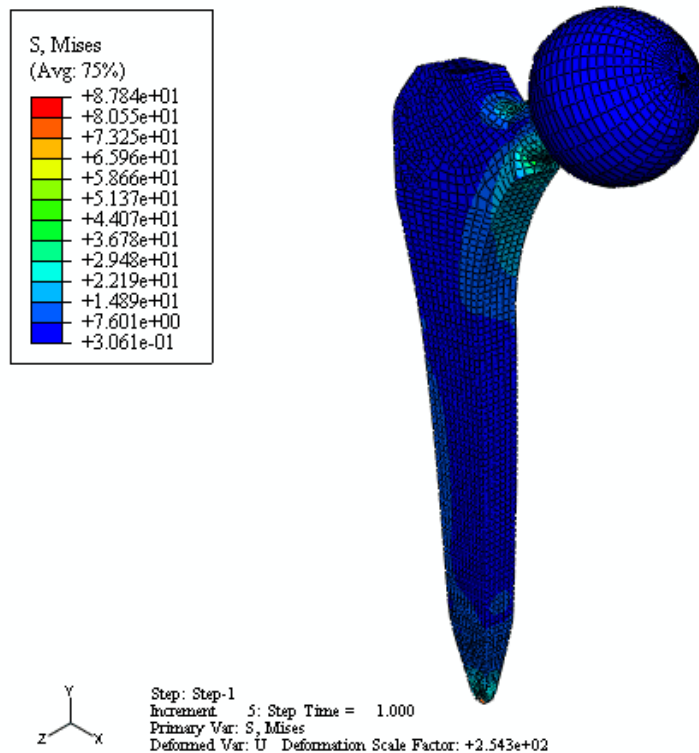 S, Mises
(Avg: 75%)
+8.784e+01
+8.055e+01
+7.325e+01
+6.596e+01
+5.866e+01
+5.137e+01
+4.407e+01
+3.678e+01
+2.948e+01
+2.219e+01
+1.489e+01
+7.601e+00
+3.061e-01
Y
Z X
Step: Step-1
Increment 5: Step Time = 1.000
Primary Var: S, Mises
Deformed Var: U Deformation Scale Factor: +2.543e+02